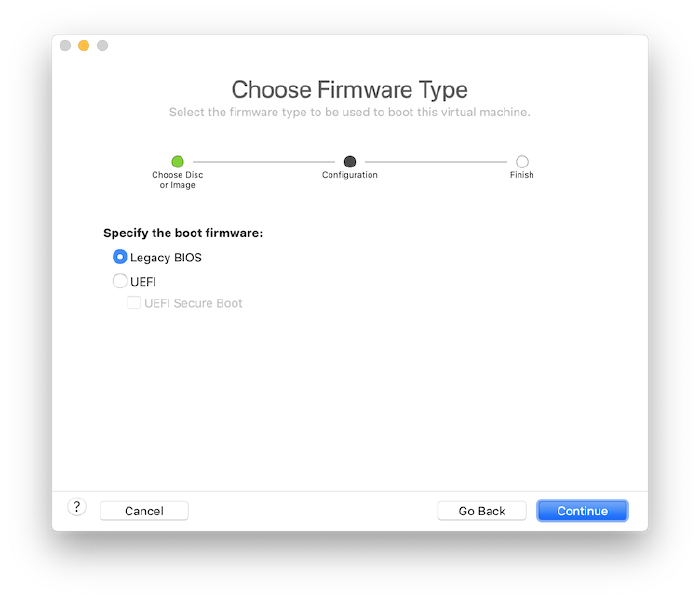 Choose Firmware Type
Select the firmware type to be used to boot this virtual machine.
Choose Disc
or Image
Configuration
Finish
Specify the boot firmware:
Legacy BIOS
UEFI
UEFI Secure Boot
?
Cancel
Go Back
Continue